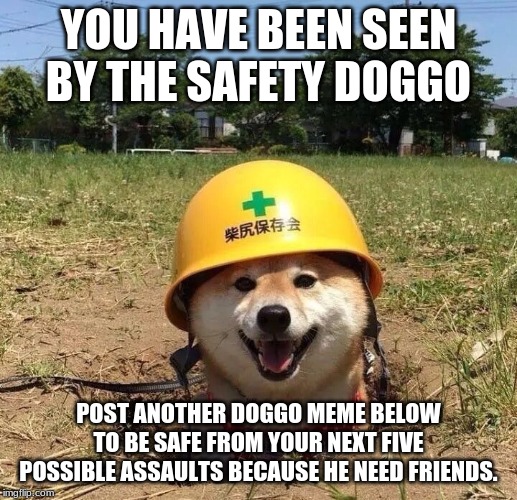 YOU HAVE BEEN SEEN
BY THE SAFETY DOGGO
柴尻保存会
POST ANOTHER DOGGO MEME BELOW
TO BE SAFE FROM YOUR NEXT FIVE
POSSIBLE ASSAULTS BECAUSE HE NEED FRIENDS.
imgflip.com